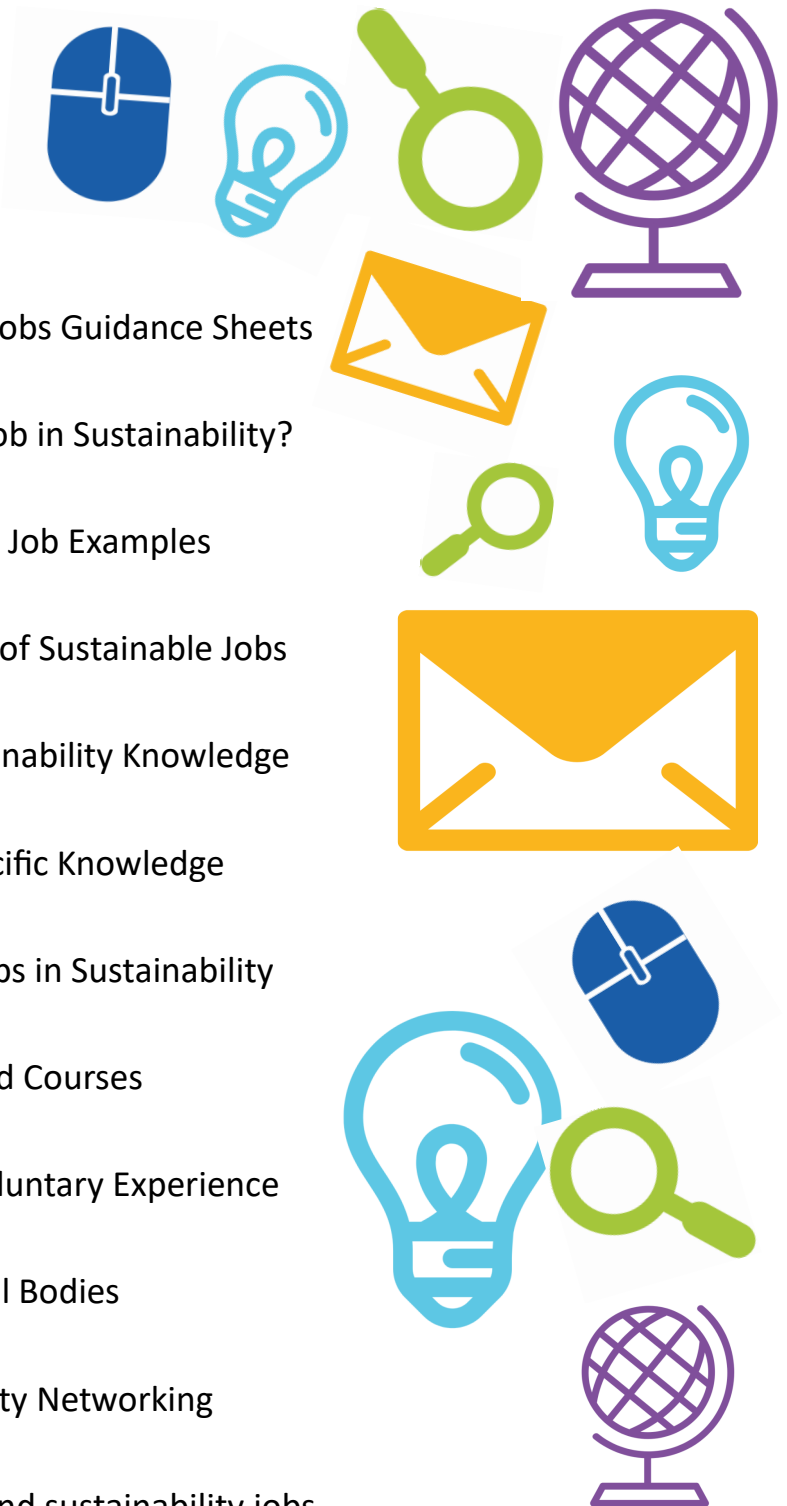 obs Guidance Sheets
ob in Sustainability?
Job Examples
of Sustainable Jobs
nability Knowledge
cific Knowledge
bs in Sustainability
d Courses
luntary Experience
l Bodies
ty Networking
nd sustainability jobs